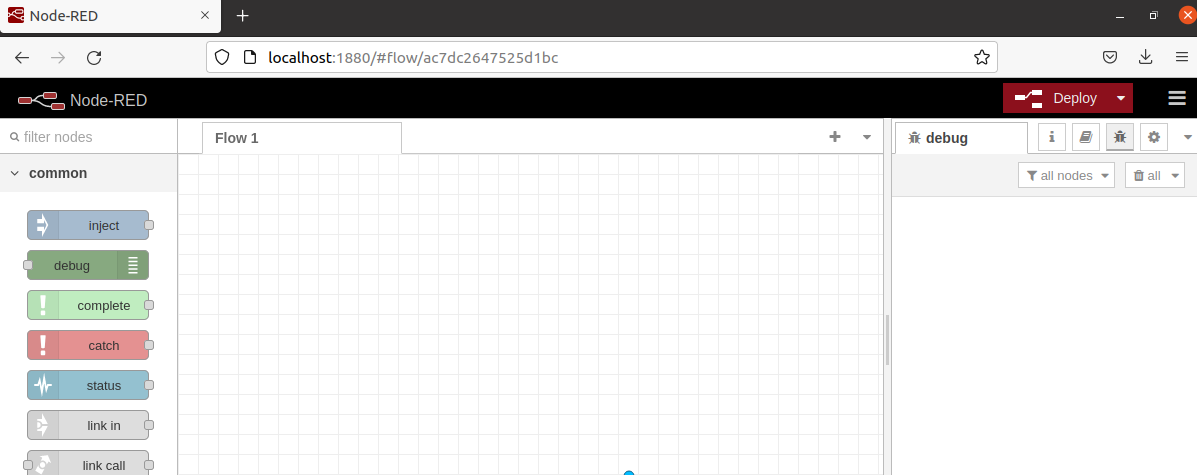 Node-RED
localhost:1880/#flow/ac7dc2647525d1bc
Node-RED
Deploy
filter nodes
Flow 1
debug
i
all nodes
all
common
inject
debug
complete
catch
status
link in
link call